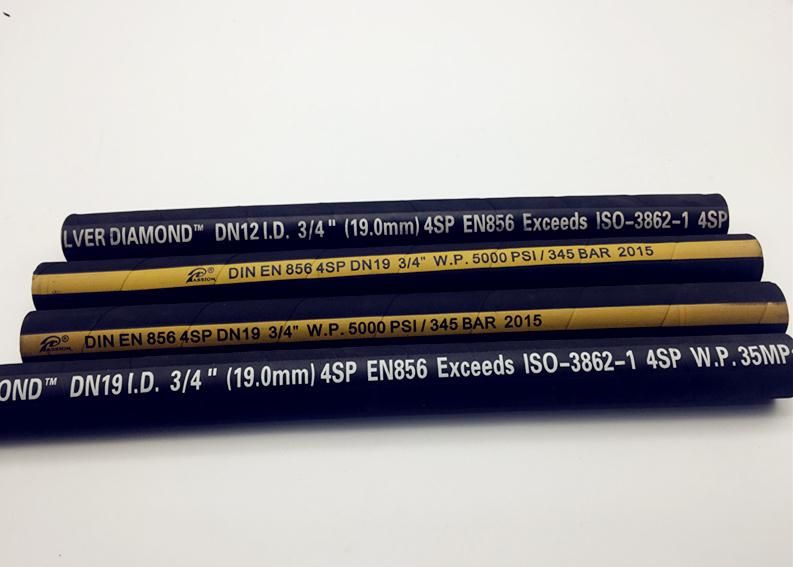 LVER DIAMOND™ DN12 I.D. 3/4" (19.0mm) 4SP EN856 Exceeds ISO-3862-1 4SP
PASSION® DIN EN 856 4SP DN19 3/4" W.P. 5000 PSI / 345 BAR 2015
PASSION® DIN EN 856 4SP DN19 3/4" W.P. 5000 PSI / 345 BAR 2015
OND™ DN19 I.D. 3/4" (19.0mm) 4SP EN856 Exceeds ISO-3862-1 4SP W.P. 35MP